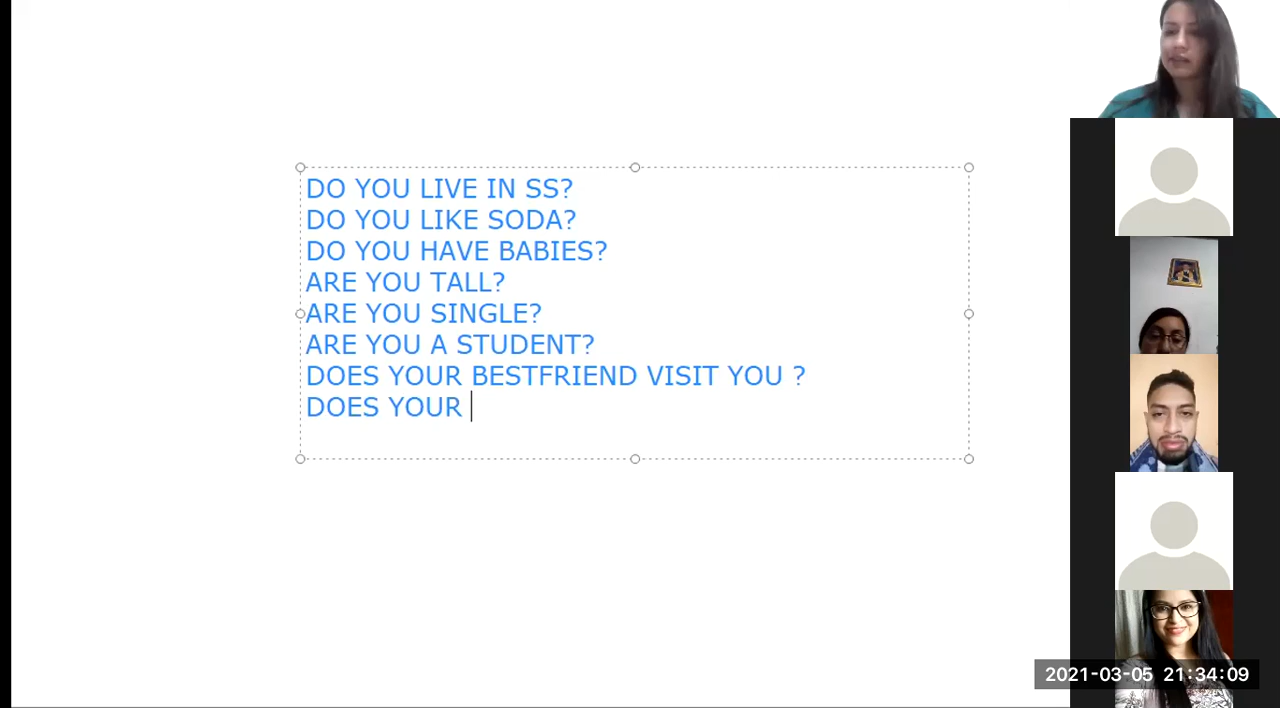 DO YOU LIVE IN SS?
DO YOU LIKE SODA?
DO YOU HAVE BABIES?
ARE YOU TALL?
ARE YOU SINGLE?
ARE YOU A STUDENT?
DOES YOUR BESTFRIEND VISIT YOU ?
DOES YOUR
2021-03-05 21:34:09